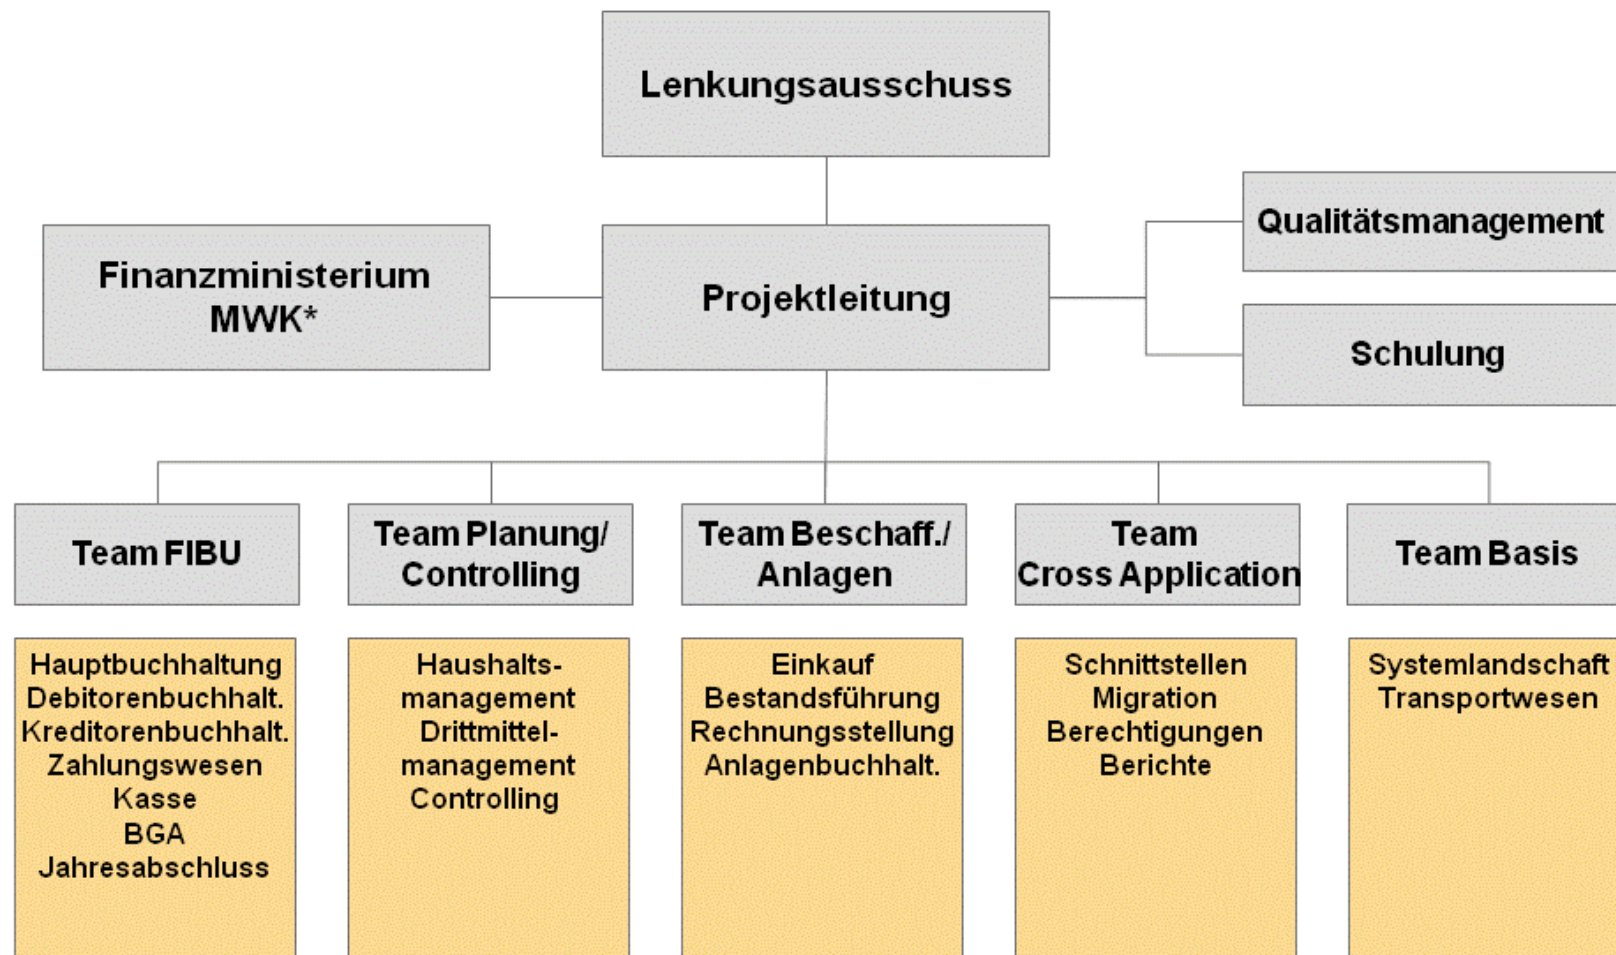 Lenkungsausschuss
Finanzministerium
MWK*
Projektleitung
Qualitätsmanagement
Schulung
Team FIBU
Team Planung/
Controlling
Team Beschaff./
Anlagen
Team
Cross Application
Team Basis
Hauptbuchhaltung
Debitorenbuchhalt.
Kreditorenbuchhalt.
Zahlungswesen
Kasse
BGA
Jahresabschluss
Haushalts-
management
Drittmittel-
management
Controlling
Einkauf
Bestandsführung
Rechnungsstellung
Anlagenbuchhalt.
Schnittstellen
Migration
Berechtigungen
Berichte
Systemlandschaft
Transportwesen